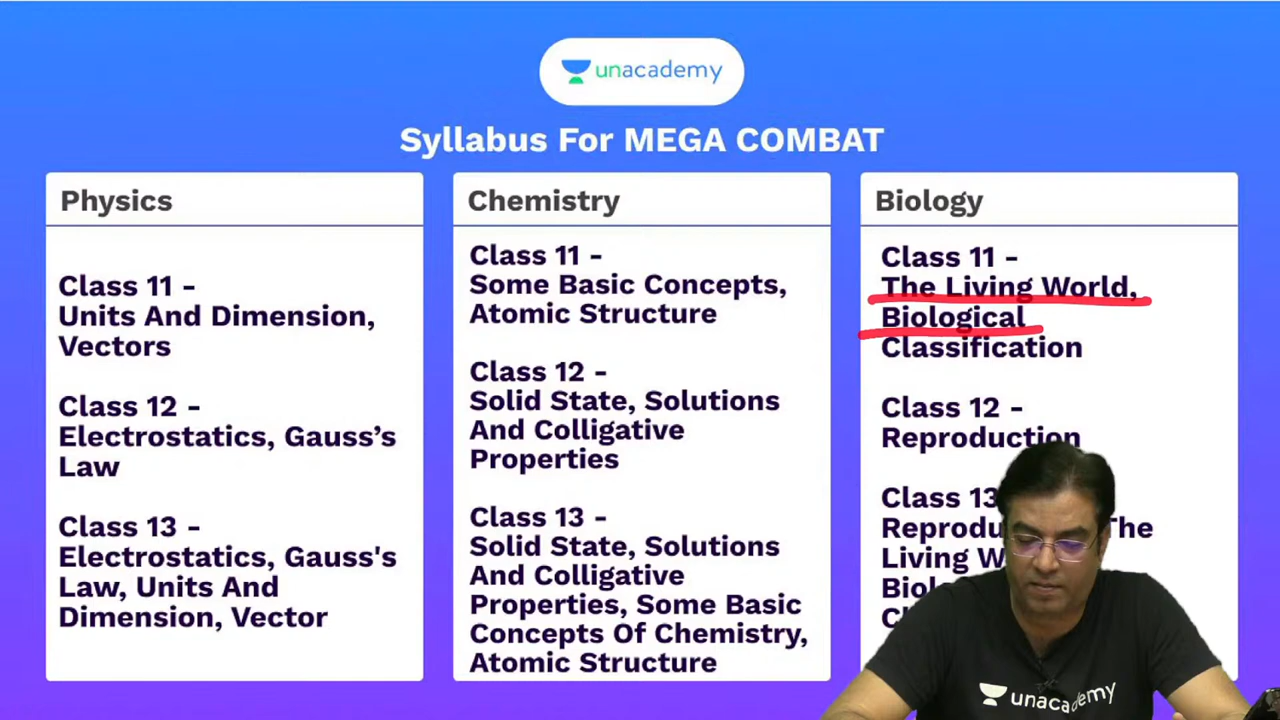 unacademy
Syllabus For MEGA COMBAT
Physics
Class 11 -
Units And Dimension,
Vectors
Class 12 -
Electrostatics, Gauss’s
Law
Class 13 -
Electrostatics, Gauss's
Law, Units And
Dimension, Vector
Chemistry
Class 11 -
Some Basic Concepts,
Atomic Structure
Class 12 -
Solid State, Solutions
And Colligative
Properties
Class 13 -
Solid State, Solutions
And Colligative
Properties, Some Basic
Concepts Of Chemistry,
Atomic Structure
Biology
Class 11 -
The Living World,
Biological
Classification
Class 12 -
Reproduction
Class 13
The
Living
unacademy